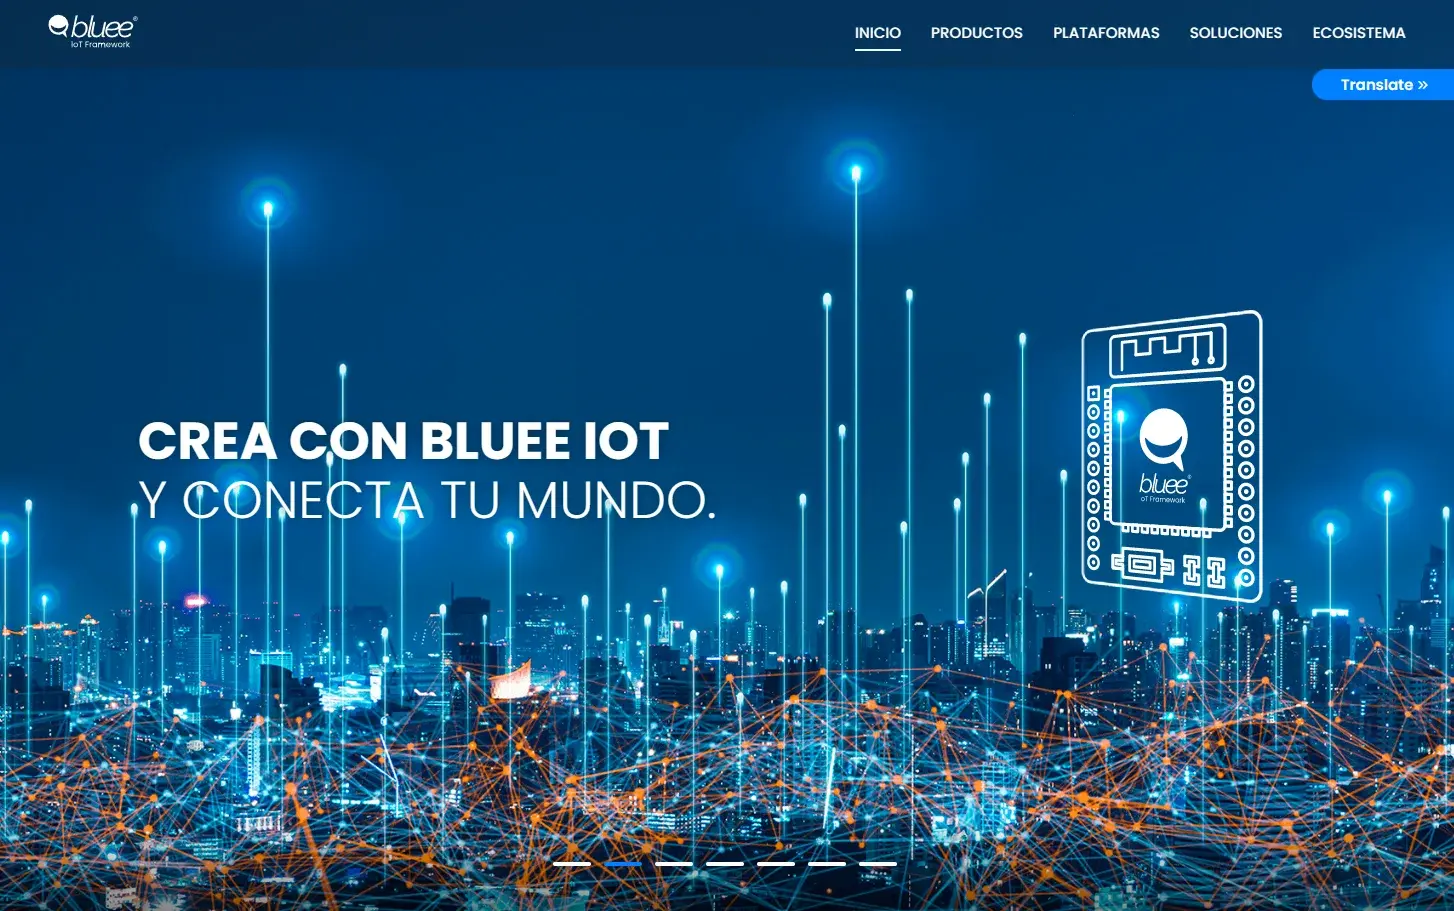 bluee®
IoT Framework
INICIO
PRODUCTOS
PLATAFORMAS
SOLUCIONES
ECOSISTEMA
Translate »
CREA CON BLUEE IOT
Y CONECTA TU MUNDO.
bluee®
IoT Framework